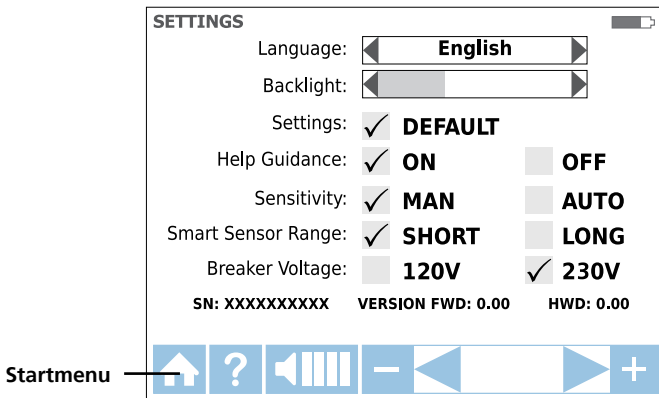 SETTINGS
Language: English
Backlight:
Settings: DEFAULT
Help Guidance: ON OFF
Sensitivity: MAN AUTO
Smart Sensor Range: SHORT LONG
Breaker Voltage: 120V 230V
SN: XXXXXXXXXX VERSION FWD: 0.00 HWD: 0.00
Startmenu ? − +